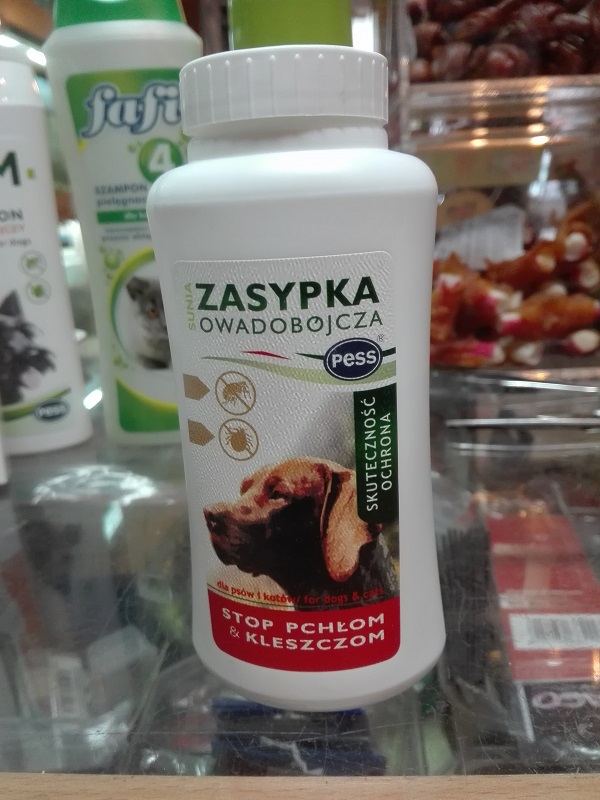 fafi
4
SZAMPON
SUNIA
ZASYPKA
OWADOBÓJCZA
PESS®
SKUTECZNOŚĆ
OCHRONA
dla psów i kotów/ for dogs & cats
STOP PCHŁOM
& KLESZCZOM
PESS